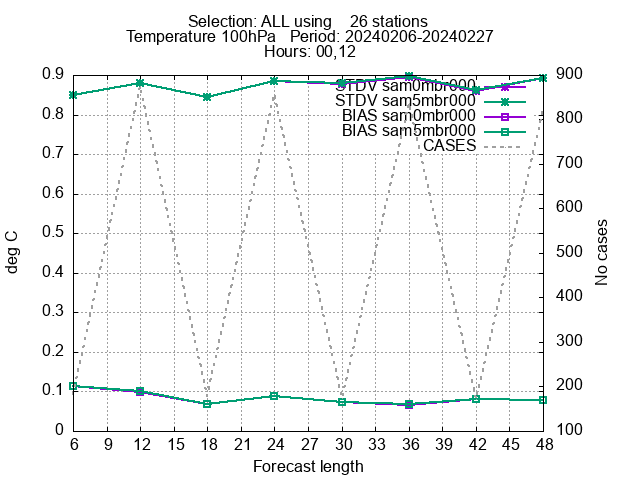 Selection: ALL using    26 stations
Temperature 100hPa   Period: 20240206-20240227
Hours: 00,12
STDV sam0mbr000
STDV sam5mbr000
BIAS sam0mbr000
BIAS sam5mbr000
CASES
deg C
0.9
0.8
0.7
0.6
0.5
0.4
0.3
0.2
0.1
0
No cases
900
800
700
600
500
400
300
200
100
6 9 12 15 18 21 24 27 30 33 36 39 42 45 48
Forecast length